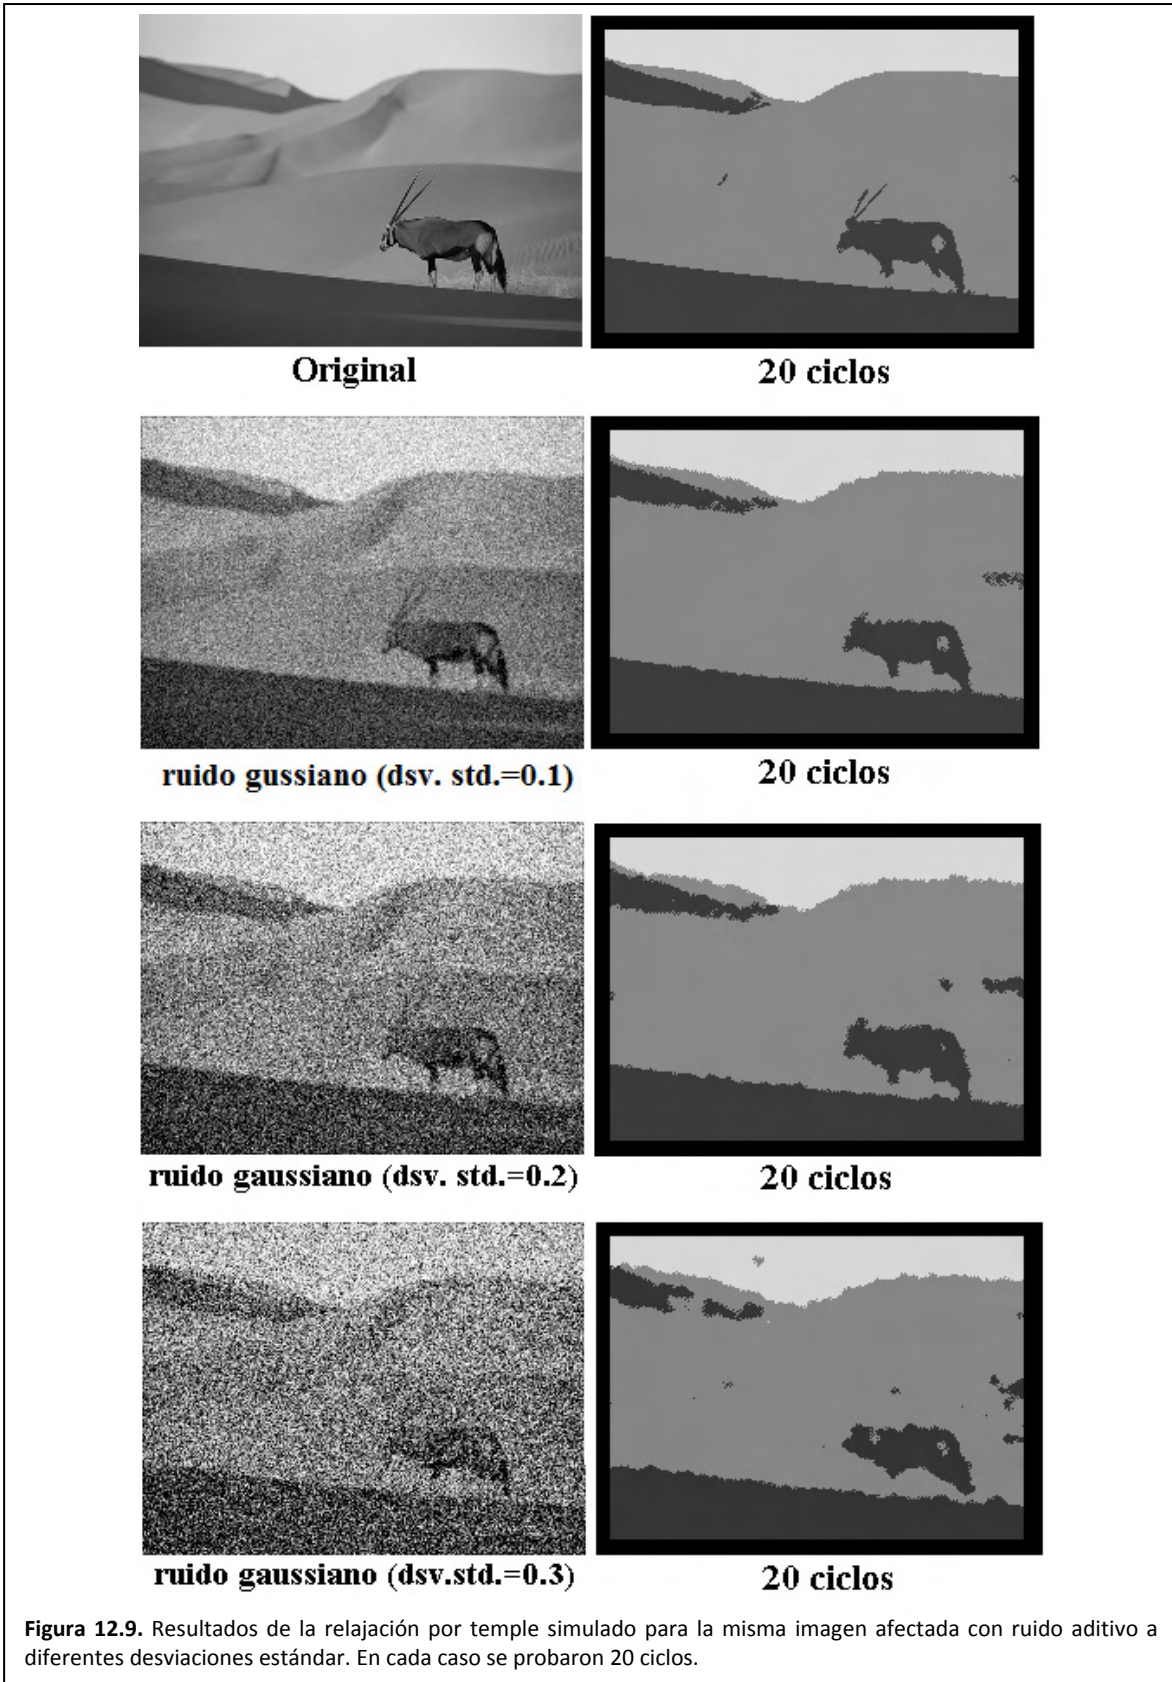 Original
20 ciclos
ruido gussiano (dsv. std.=0.1)
20 ciclos
ruido gaussiano (dsv. std.=0.2)
20 ciclos
ruido gaussiano (dsv.std.=0.3)
20 ciclos
Figura 12.9. Resultados de la relajación por temple simulado para la misma imagen afectada con ruido aditivo a
diferentes desviaciones estándar. En cada caso se probaron 20 ciclos.